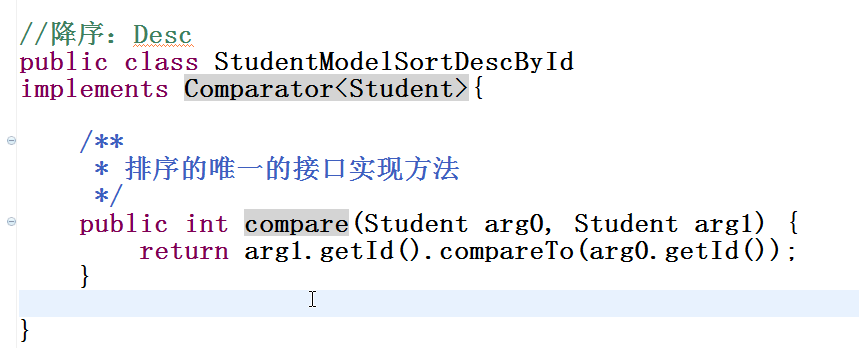 //降序：Desc
public class StudentModelSortDescById
implements Comparator<Student>{
/**
* 排序的唯一的接口实现方法
*/
public int compare(Student arg0, Student arg1) {
return arg1.getId().compareTo(arg0.getId());
}
}